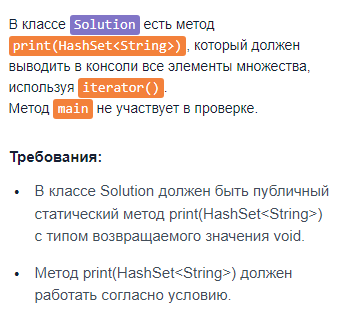 В классе Solution есть метод
print(HashSet<String>), который должен
выводить в консоли все элементы множества,
используя iterator().
Метод main не участвует в проверке.
Требования:
• В классе Solution должен быть публичный
статический метод print(HashSet<String>)
с типом возвращаемого значения void.
• Метод print(HashSet<String>) должен
работать согласно условию.